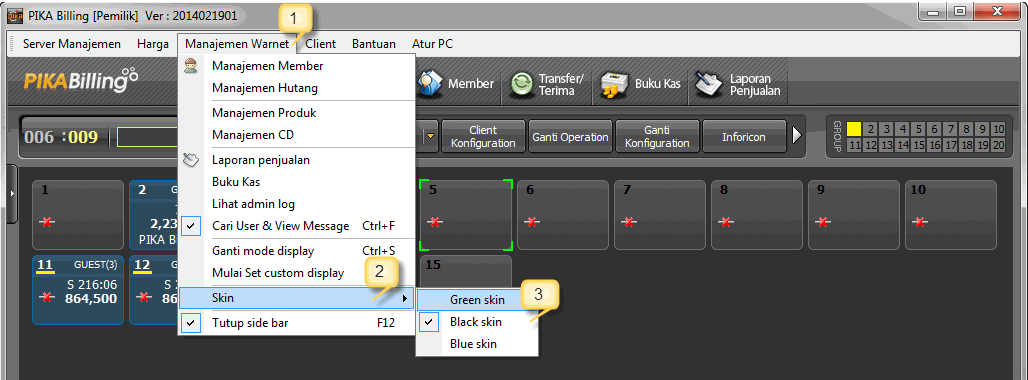 PIKA Billing [Pemilik] Ver : 2014021901
1
Server Manajemen Harga Manajemen Warnet Client Bantuan Atur PC
PIKABilling
Member
Transfer/
Terima
Buku Kas
Laporan
Penjualan
006 : 009
Client
Konfiguration
Ganti Operation
Ganti
Konfiguration
Inforicon
GROUP
2 3 4 5 6 7 8 9 10
11 12 13 14 15 16 17 18 19 20
Manajemen Member
Manajemen Hutang
Manajemen Produk
Manajemen CD
Laporan penjualan
Buku Kas
Lihat admin log
Cari User & View Message Ctrl+F
Ganti mode display Ctrl+S
Mulai Set custom display
2
Skin
Tutup side bar F12
Green skin
3
Black skin
Blue skin
1
2
2,23
PIKA B
5
6
7
8
9
10
11 GUEST(3)
S 216:06
864,500
12
S 2
86
15